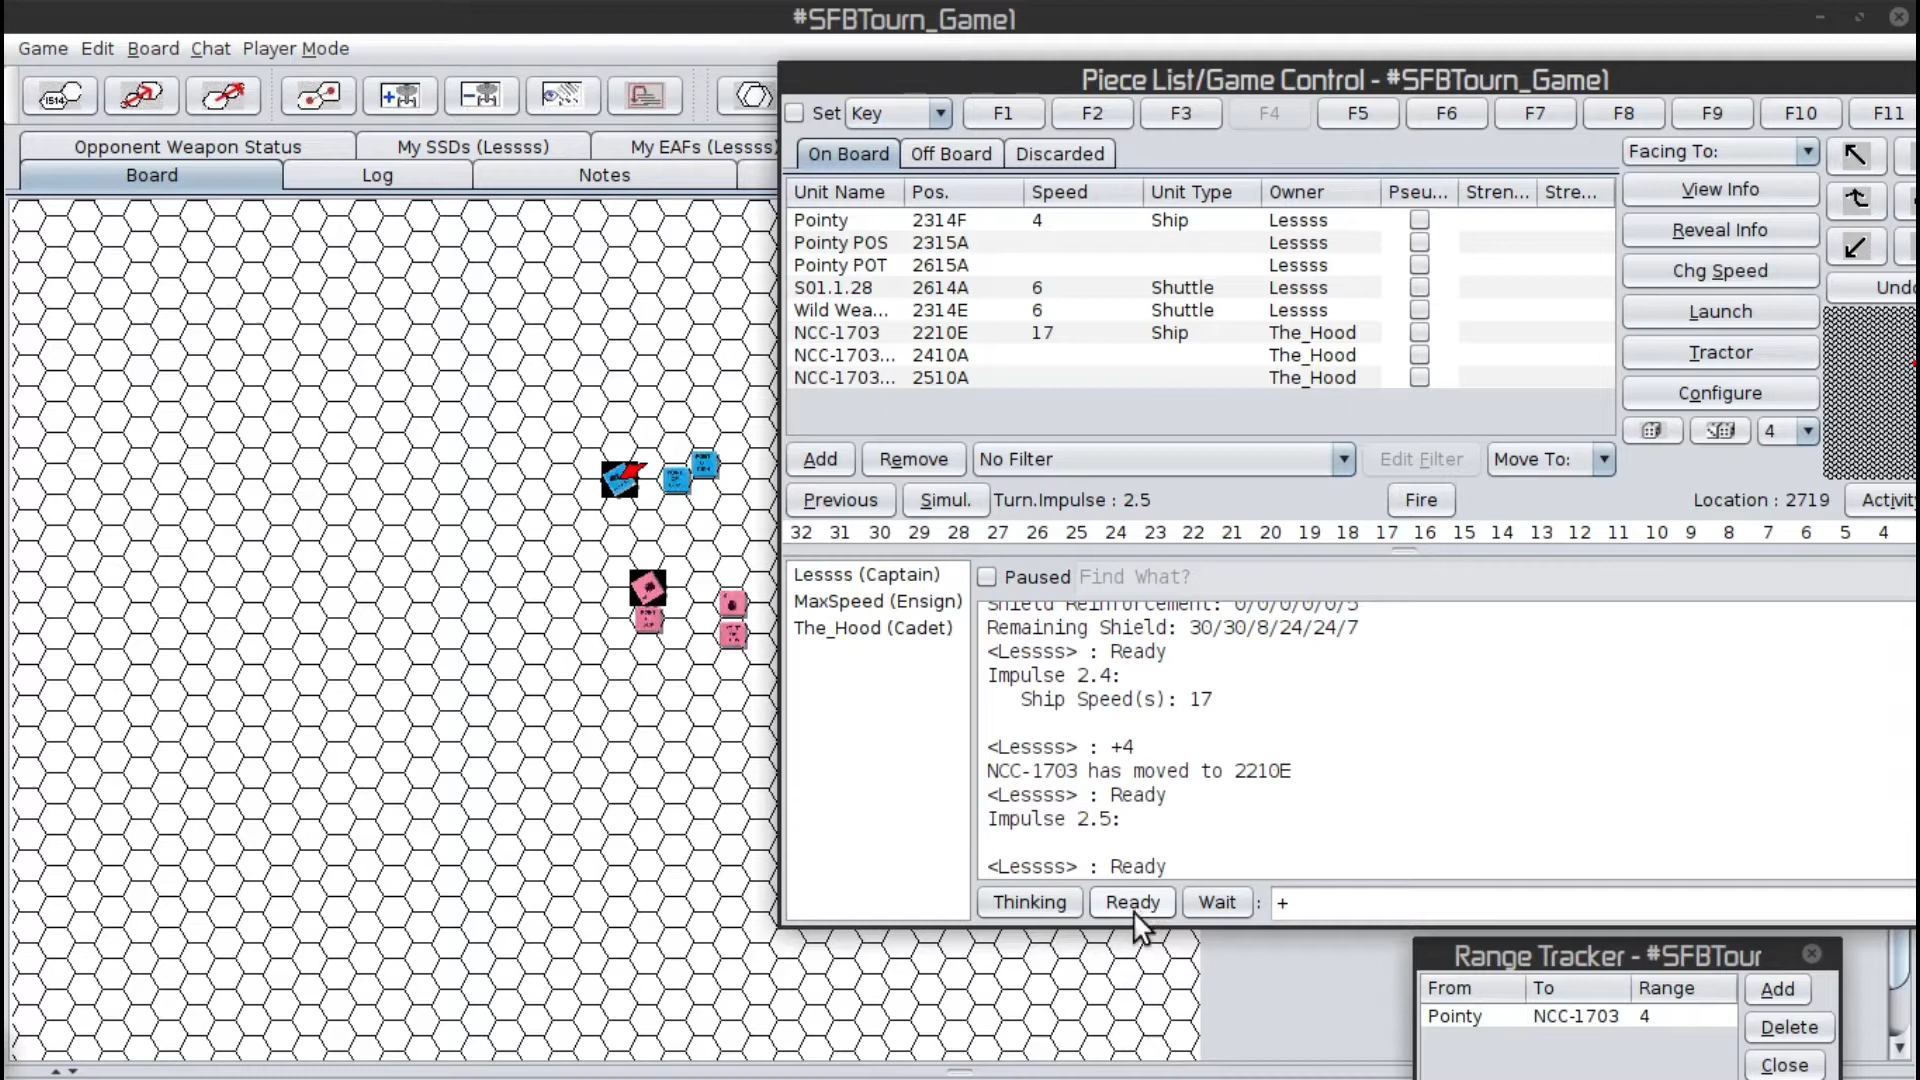 #SFBTourn_Game1
Game Edit Board Chat Player Mode
Opponent Weapon Status My SSDs (Lessss) My EAFs (Lessss)
Board Log Notes
Piece List/Game Control - #SFBTourn_Game1
Set Key F1 F2 F3 F4 F5 F6 F7 F8 F9 F10 F11
On Board Off Board Discarded
Unit Name Pos. Speed Unit Type Owner Pseu... Stren... Stre...
Pointy 2314F 4 Ship Lessss
Pointy POS 2315A Lessss
Pointy POT 2615A Lessss
S01.1.28 2614A 6 Shuttle Lessss
Wild Wea... 2314E 6 Shuttle Lessss
NCC-1703 2210E 17 Ship The_Hood
NCC-1703... 2410A The_Hood
NCC-1703... 2510A The_Hood
Facing To:
View Info
Reveal Info
Chg Speed
Undo
Launch
Tractor
Configure
4
Add Remove No Filter Edit Filter Move To:
Previous Simul. Turn.Impulse : 2.5 Fire Location : 2719 Activity
32 31 30 29 28 27 26 25 24 23 22 21 20 19 18 17 16 15 14 13 12 11 10 9 8 7 6 5 4
Lessss (Captain)
MaxSpeed (Ensign)
The_Hood (Cadet)
Paused Find What?
Shield Reinforcement: 0/0/0/0/0/5
Remaining Shield: 30/30/8/24/24/7
<Lessss> : Ready
Impulse 2.4:
Ship Speed(s): 17
<Lessss> : +4
NCC-1703 has moved to 2210E
<Lessss> : Ready
Impulse 2.5:
<Lessss> : Ready
Thinking Ready Wait : +
Range Tracker - #SFBTour
From To Range Add
Pointy NCC-1703 4 Delete
Close